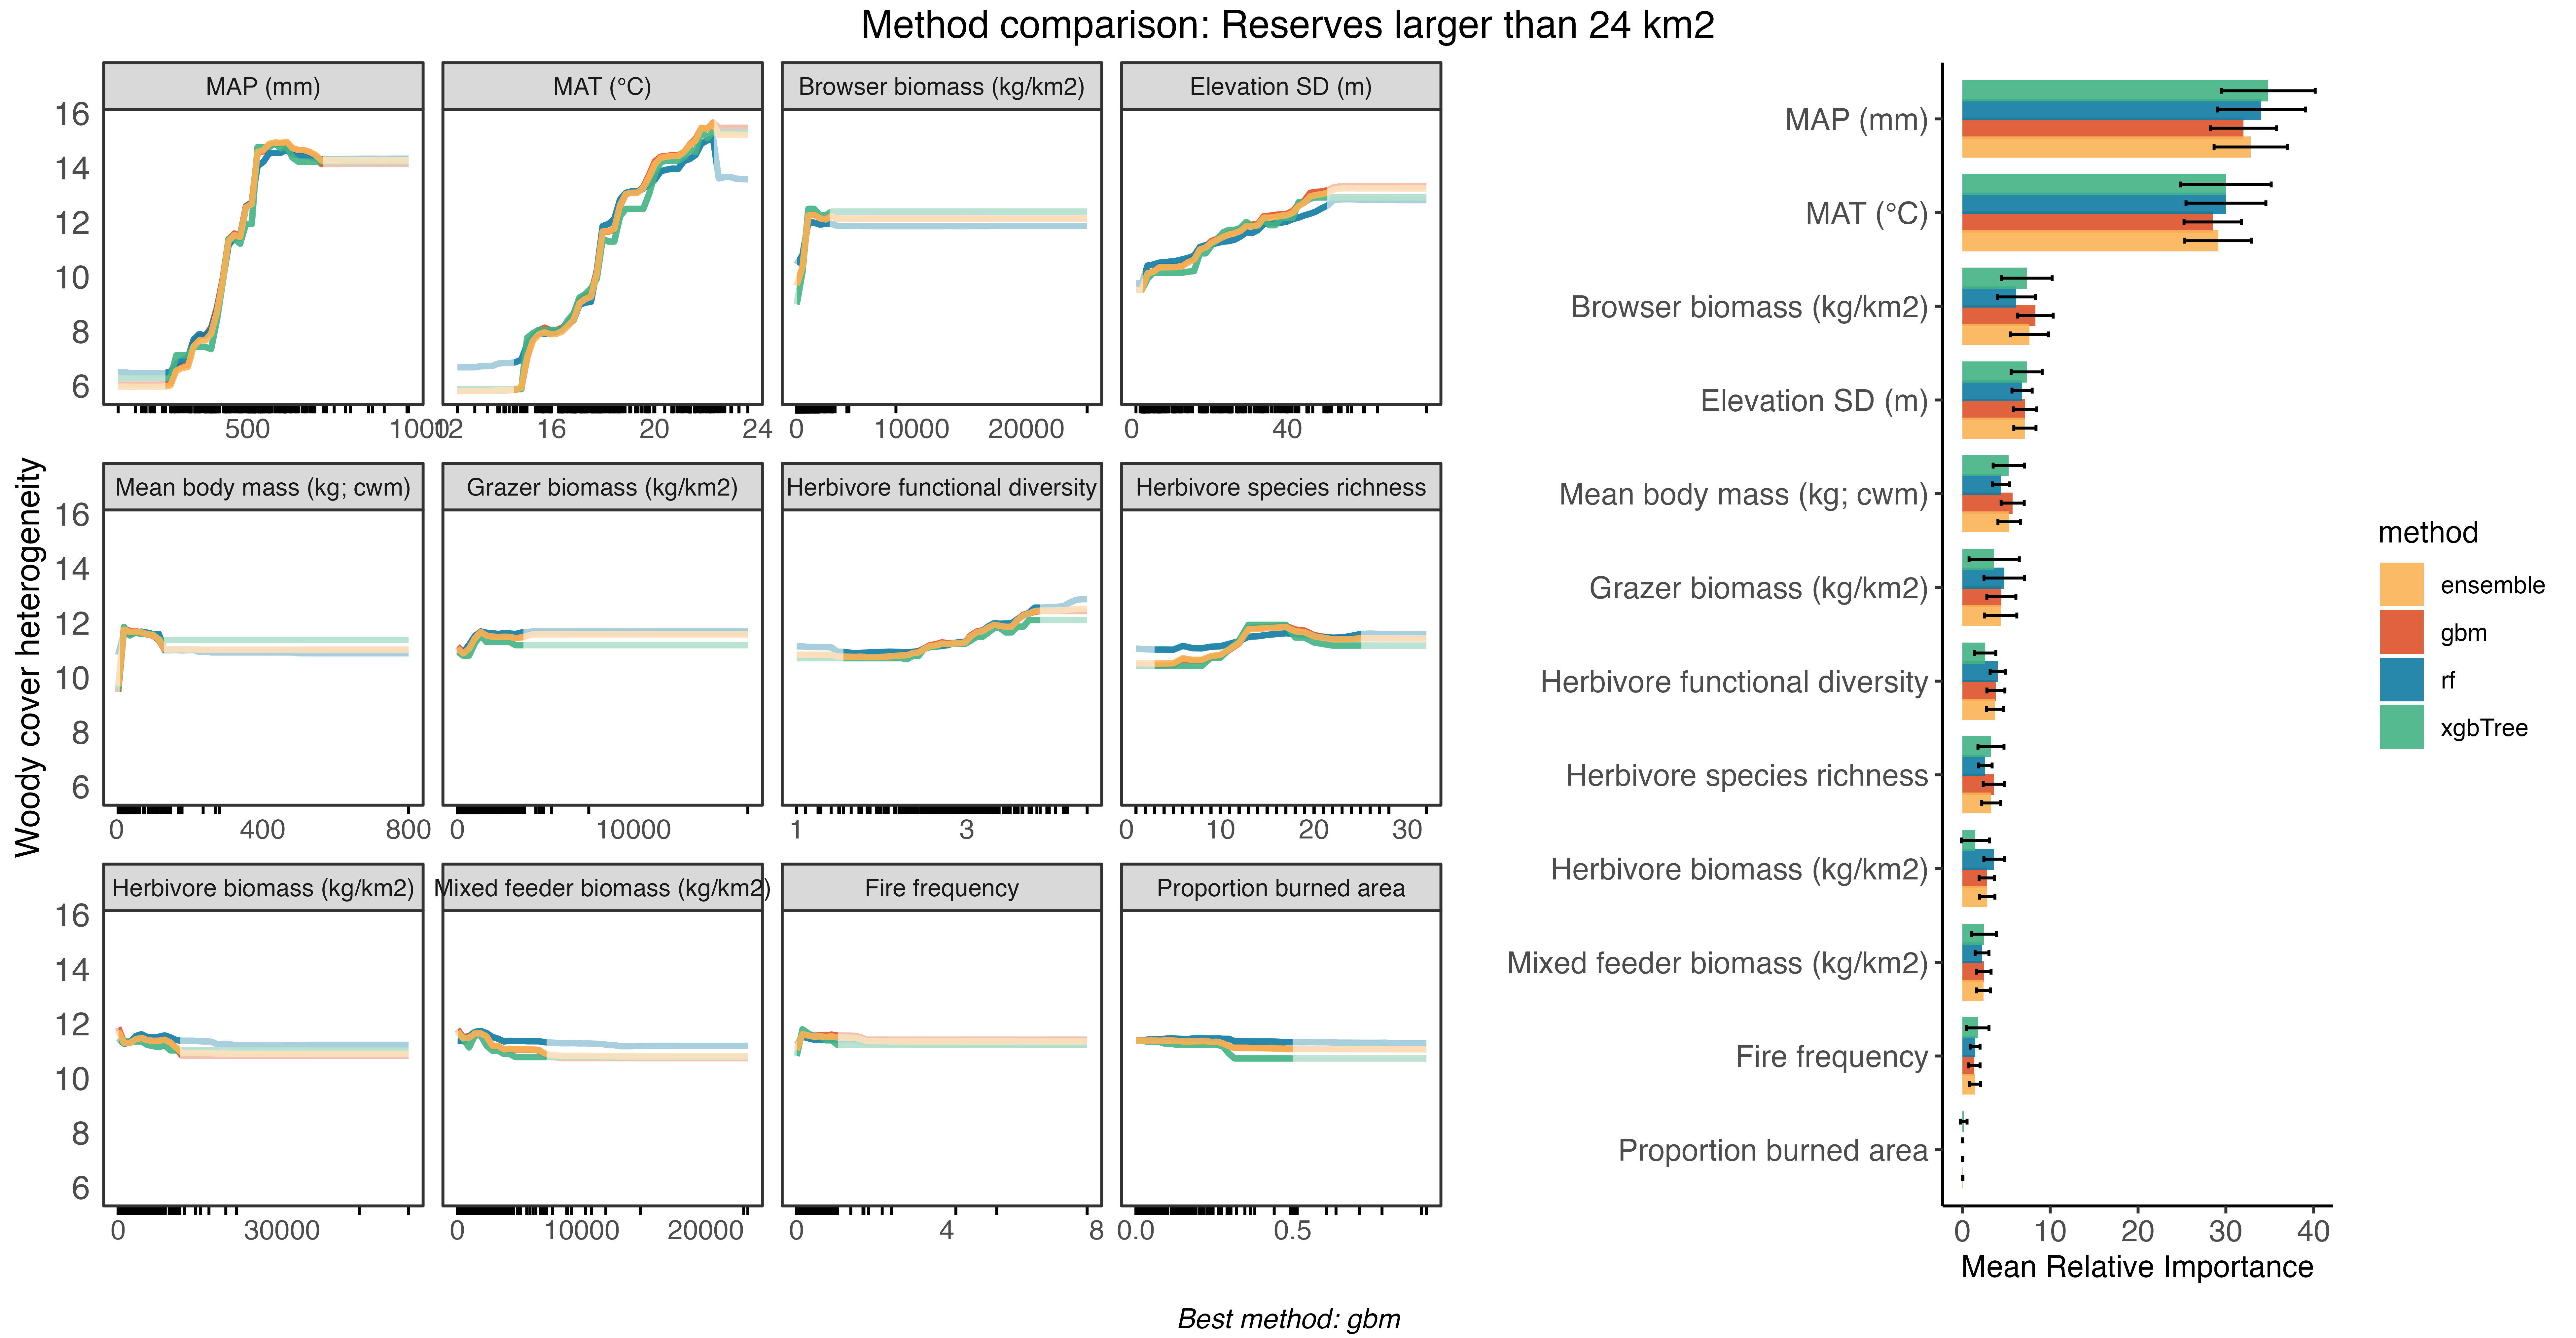 Method comparison: Reserves larger than 24 km2
MAP (mm)
MAT (°C)
Browser biomass (kg/km2)
Elevation SD (m)
16
14
12
10
8
6
500
1000
12
16
20
24
0
10000
20000
0
40
Woody cover heterogeneity
Mean body mass (kg; cwm)
Grazer biomass (kg/km2)
Herbivore functional diversity
Herbivore species richness
16
14
12
10
8
6
0
400
800
0
10000
1
3
0
10
20
30
Herbivore biomass (kg/km2)
Mixed feeder biomass (kg/km2)
Fire frequency
Proportion burned area
16
14
12
10
8
6
0
30000
0
10000
20000
0
4
8
0.0
0.5
MAP (mm)
MAT (°C)
Browser biomass (kg/km2)
Elevation SD (m)
Mean body mass (kg; cwm)
Grazer biomass (kg/km2)
Herbivore functional diversity
Herbivore species richness
Herbivore biomass (kg/km2)
Mixed feeder biomass (kg/km2)
Fire frequency
Proportion burned area
0
10
20
30
40
Mean Relative Importance
method
ensemble
gbm
rf
xgbTree
Best method: gbm